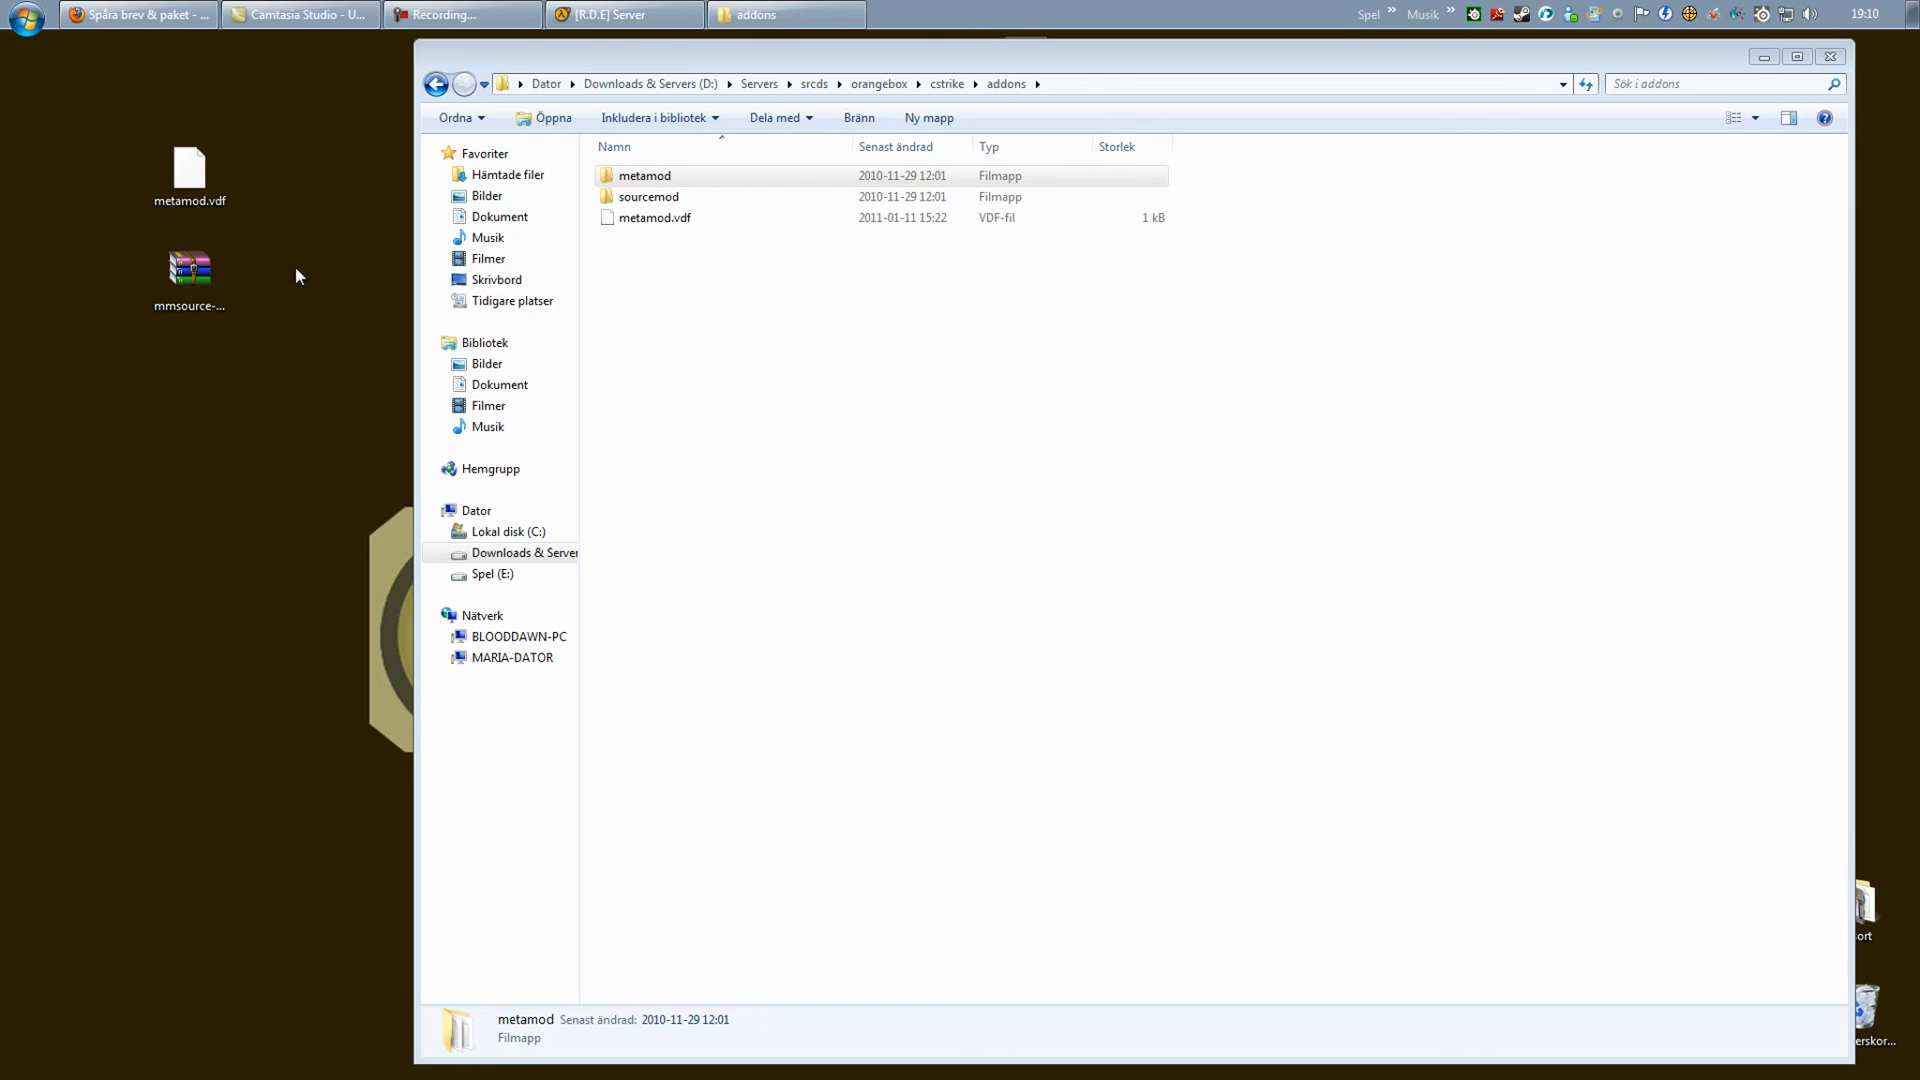 Spåra brev & paket - ...
Camtasia Studio - U...
Recording...
[R.D.E] Server
addons
Spel »
Musik »
19:10
Dator
Downloads & Servers (D:)
Servers
srcds
orangebox
cstrike
addons
Sök i addons
Ordna
Öppna
Inkludera i bibliotek
Dela med
Bränn
Ny mapp
Namn
Senast ändrad
Typ
Storlek
metamod
2010-11-29 12:01
Filmapp
sourcemod
2010-11-29 12:01
Filmapp
metamod.vdf
2011-01-11 15:22
VDF-fil
1 kB
Favoriter
Hämtade filer
Bilder
Dokument
Musik
Filmer
Skrivbord
Tidigare platser
Bibliotek
Bilder
Dokument
Filmer
Musik
Hemgrupp
Dator
Lokal disk (C:)
Downloads & Server
Spel (E:)
Nätverk
BLOODDAWN-PC
MARIA-DATOR
metamod.vdf
mmsource-...
metamod Senast ändrad: 2010-11-29 12:01
Filmapp
ort
erskor...